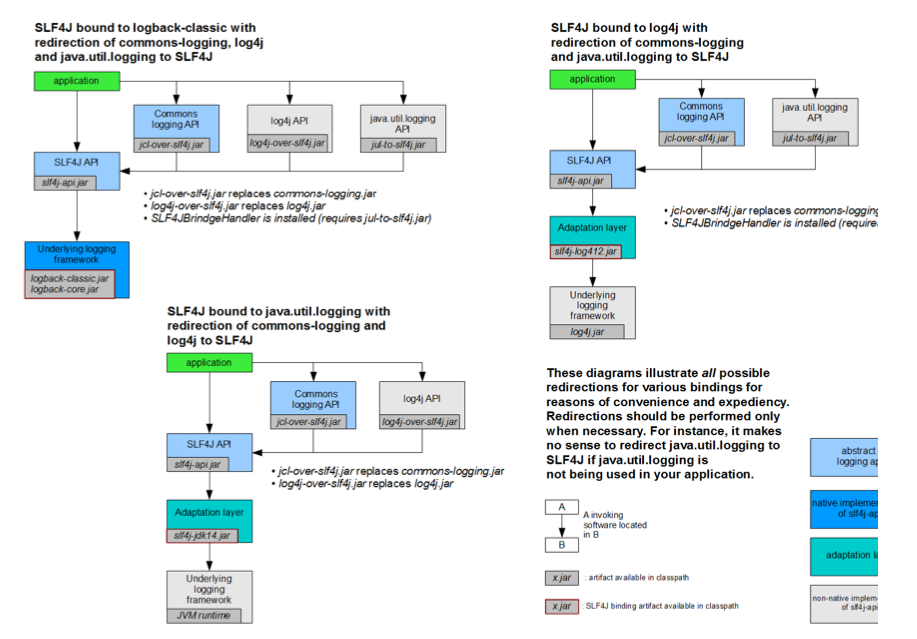 SLF4J bound to logback-classic with
redirection of commons-logging, log4j
and java.util.logging to SLF4J
application
Commons
logging API
jcl-over-slf4j.jar
log4j API
log4j-over-slf4j.jar
java.util.logging
API
jul-to-slf4j.jar
SLF4J API
slf4j-api.jar
• jcl-over-slf4j.jar replaces commons-logging.jar
• log4j-over-slf4j.jar replaces log4j.jar
• SLF4JBrindgeHandler is installed (requires jul-to-slf4j.jar)
Underlying logging
framework
logback-classic.jar
logback-core.jar
SLF4J bound to log4j with
redirection of commons-logging
and java.util.logging to SLF4J
application
Commons
logging API
jcl-over-slf4j.jar
java.util.logging
API
jul-to-slf4j.jar
SLF4J API
slf4j-api.jar
• jcl-over-slf4j.jar replaces commons-logging
• SLF4JBrindgeHandler is installed (require
Adaptation layer
slf4j-log412.jar
Underlying
logging
framework
log4j.jar
SLF4J bound to java.util.logging with
redirection of commons-logging and
log4j to SLF4J
application
Commons
logging API
jcl-over-slf4j.jar
log4j API
log4j-over-slf4j.jar
SLF4J API
slf4j-api.jar
• jcl-over-slf4j.jar replaces commons-logging.jar
• log4j-over-slf4j.jar replaces log4j.jar
Adaptation layer
slf4j-jdk14.jar
Underlying
logging
framework
JVM runtime
These diagrams illustrate all possible
redirections for various bindings for
reasons of convenience and expediency.
Redirections should be performed only
when necessary. For instance, it makes
no sense to redirect java.util.logging to
SLF4J if java.util.logging is
not being used in your application.
A
B
A invoking
software located
in B
x.jar : artifact available in classpath
x.jar : SLF4J binding artifact available in classpath
abstract
logging ap
native impleme
of slf4j-ap
adaptation la
non-native implem
of slf4j-api